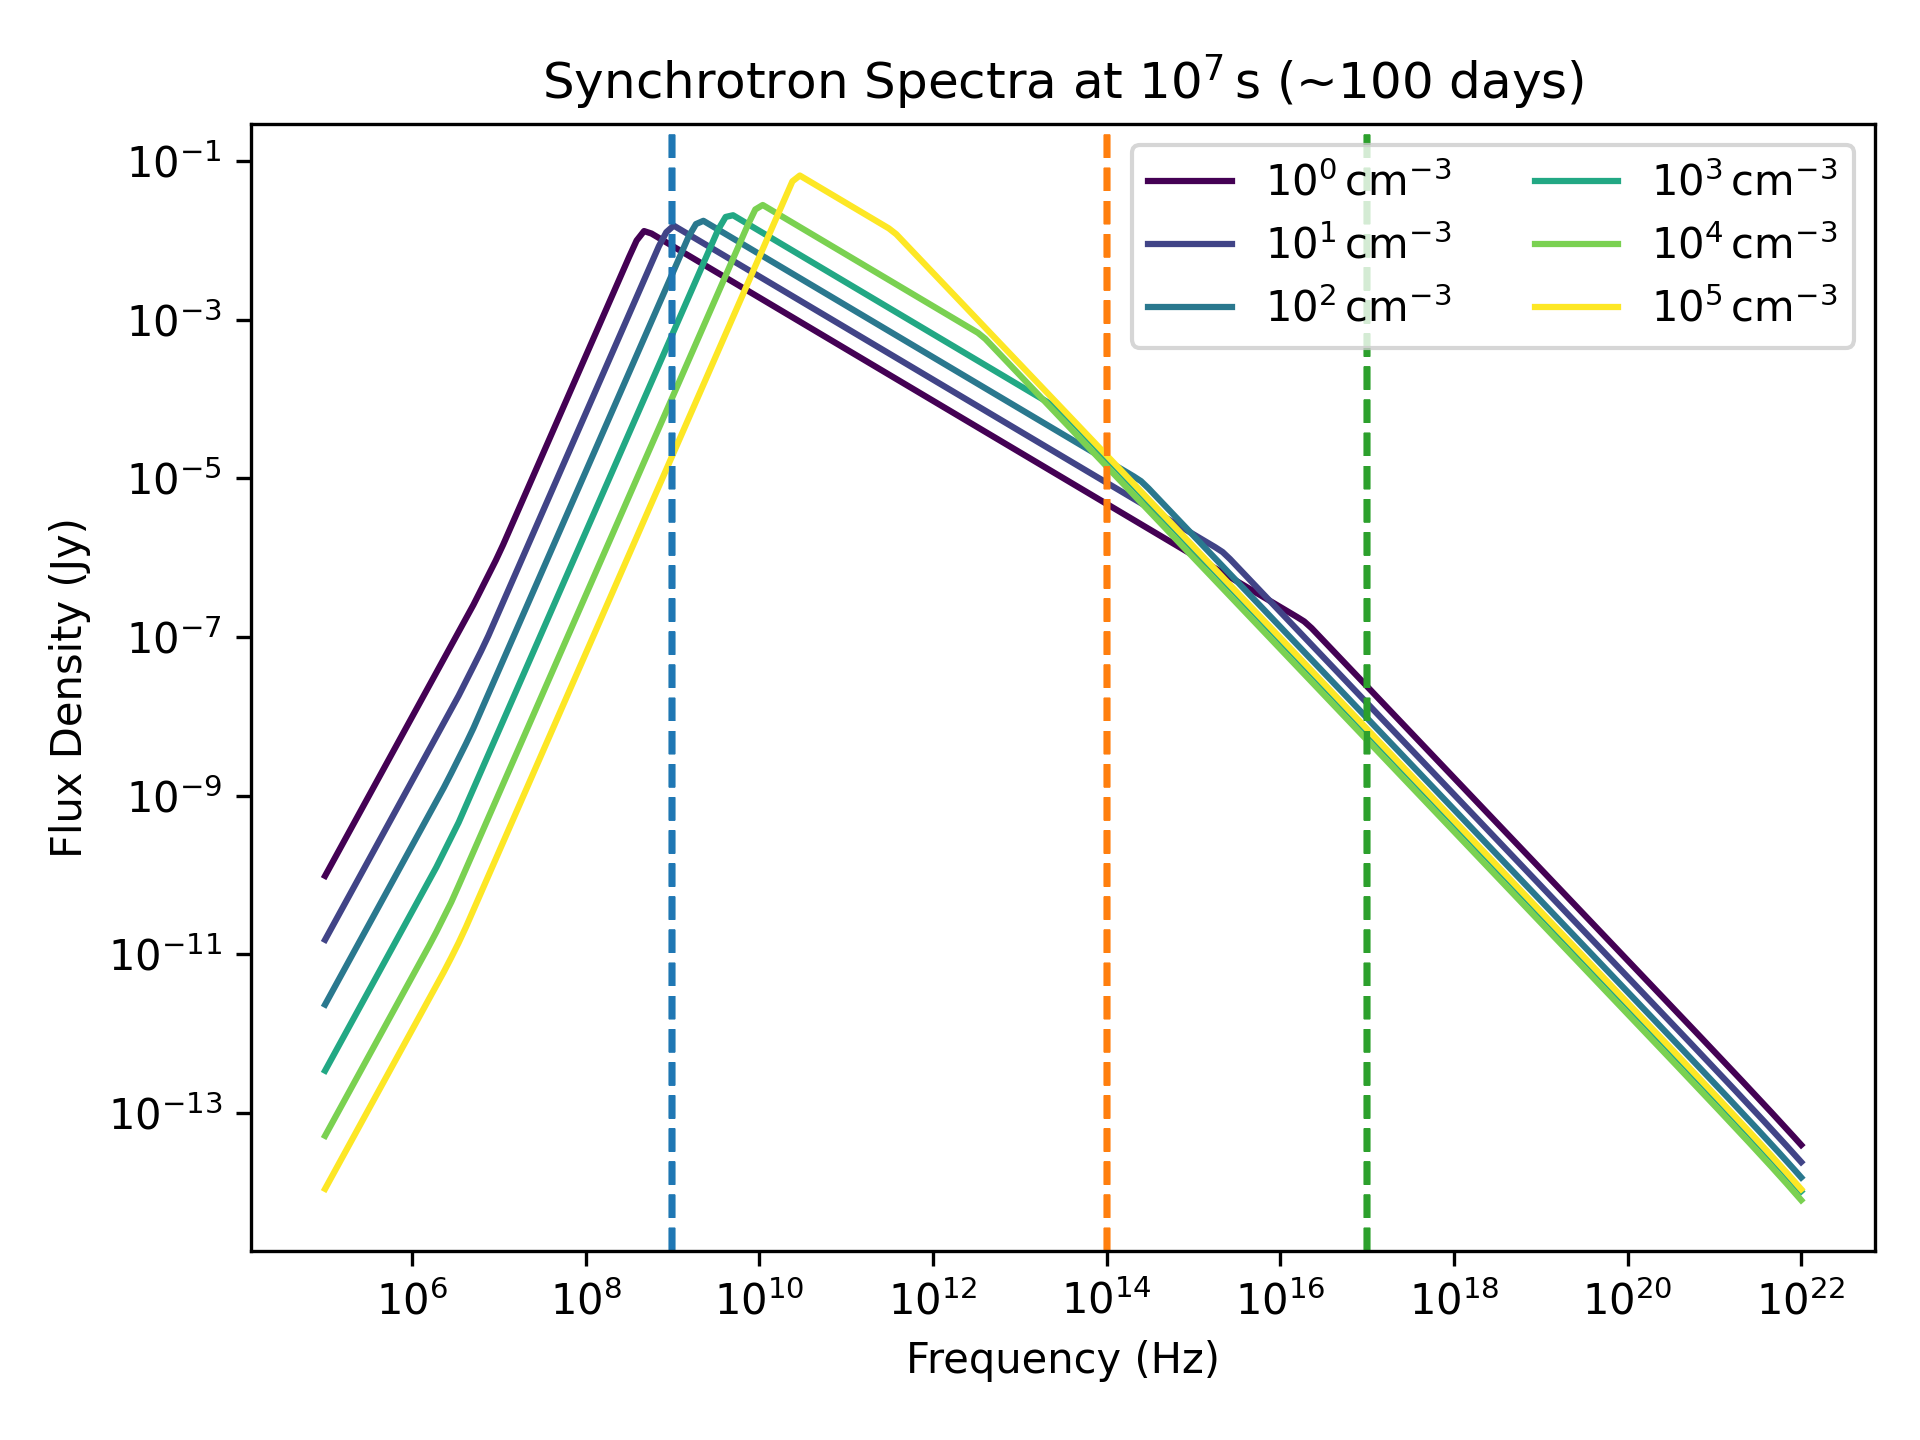 Synchrotron Spectra at 10⁷ s (~100 days)
Flux Density (Jy)
10⁻¹
10⁻³
10⁻⁵
10⁻⁷
10⁻⁹
10⁻¹¹
10⁻¹³
10⁰ cm⁻³
10¹ cm⁻³
10² cm⁻³
10³ cm⁻³
10⁴ cm⁻³
10⁵ cm⁻³
10⁶ 10⁸ 10¹⁰ 10¹² 10¹⁴ 10¹⁶ 10¹⁸ 10²⁰ 10²²
Frequency (Hz)